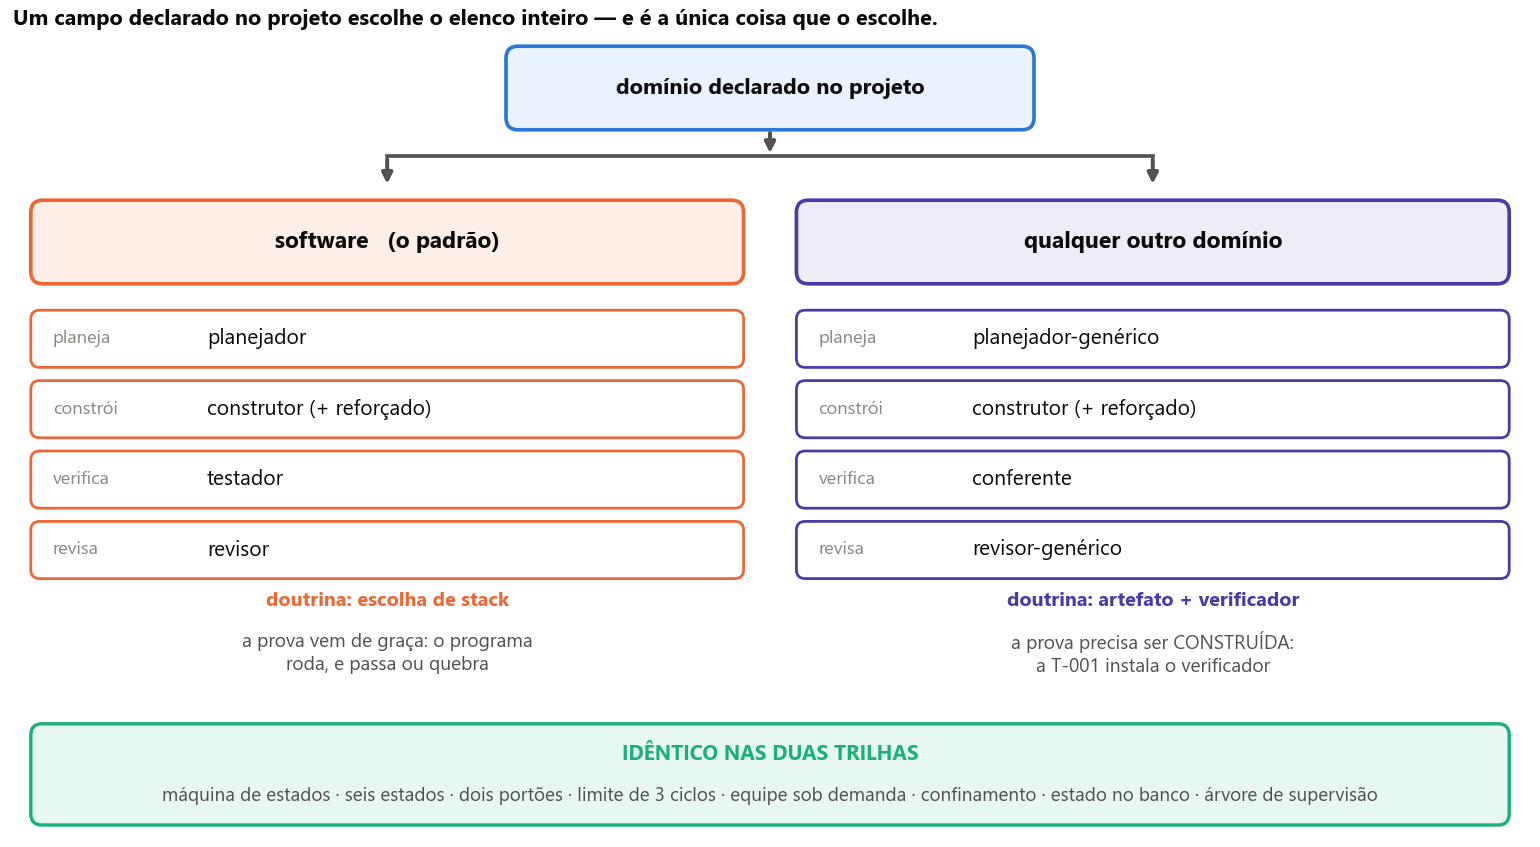 Um campo declarado no projeto escolhe o elenco inteiro — e é a única coisa que o escolhe.
domínio declarado no projeto
software (o padrão)
planeja planejador
constrói construtor (+ reforçado)
verifica testador
revisa revisor
doutrina: escolha de stack
a prova vem de graça: o programa
roda, e passa ou quebra
qualquer outro domínio
planeja planejador-genérico
constrói construtor (+ reforçado)
verifica conferente
revisa revisor-genérico
doutrina: artefato + verificador
a prova precisa ser CONSTRUÍDA:
a T-001 instala o verificador
IDÊNTICO NAS DUAS TRILHAS
máquina de estados · seis estados · dois portões · limite de 3 ciclos · equipe sob demanda · confinamento · estado no banco · árvore de supervisão